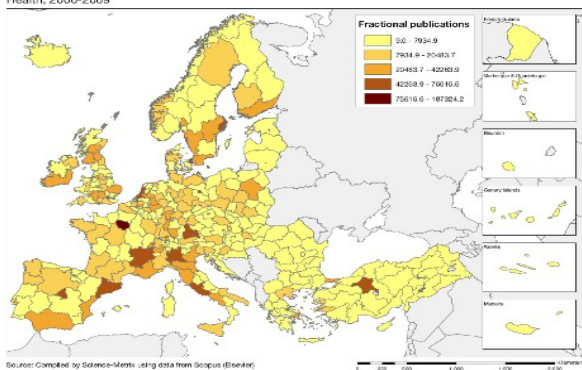 Health, 2000-2009
Fractional publications
9.0 - 7934.9
7934.9 - 20483.7
20483.7 - 42263.9
42263.9 - 75616.6
75616.6 - 187324.2
French Guiana
Martinique & Guadeloupe
Réunion
Canary Islands
Azores
Madeira
Source: Compiled by Science-Metrix using data from Scopus (Elsevier)